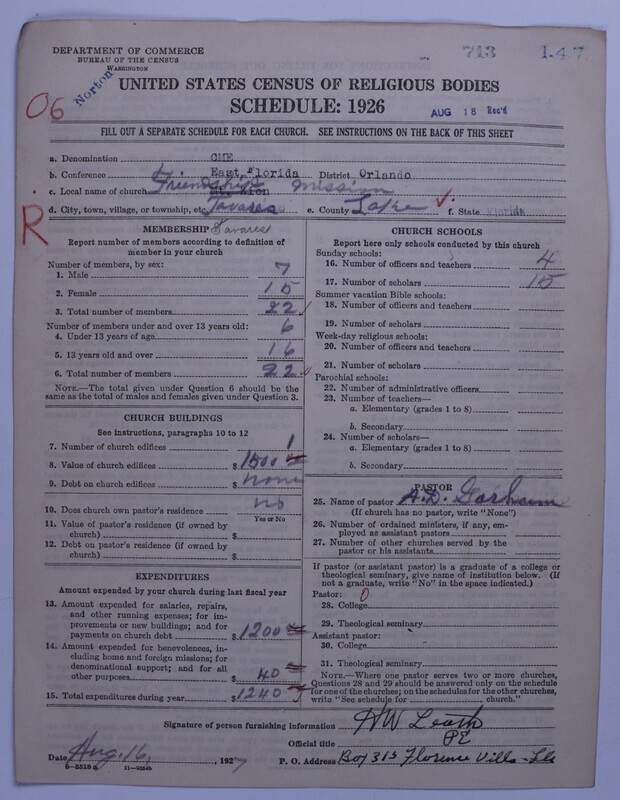 DEPARTMENT OF COMMERCE
BUREAU OF THE CENSUS
WASHINGTON
713 1-47
06 Norton
UNITED STATES CENSUS OF RELIGIOUS BODIES
SCHEDULE: 1926
AUG 18 Rec'd
FILL OUT A SEPARATE SCHEDULE FOR EACH CHURCH. SEE INSTRUCTIONS ON THE BACK OF THIS SHEET
a. Denomination CME
b. Conference East Florida District Orlando
c. Local name of church Friendship Mission
d. City, town, village, or township, etc. Tavares e. County Lake f. State Florida
R
MEMBERSHIP Tavares
Report number of members according to definition of
member in your church
Number of members, by sex:
1. Male 7
2. Female 15
3. Total number of members 22
Number of members under and over 13 years old:
4. Under 13 years of age 6
5. 13 years old and over 16
6. Total number of members 22
NOTE.—The total given under Question 6 should be the
same as the total of males and females given under Question 3.
CHURCH BUILDINGS
See instructions, paragraphs 10 to 12
7. Number of church edifices 1
8. Value of church edifices $1500
9. Debt on church edifices $ None
10. Does church own pastor's residence no
Yes or No
11. Value of pastor's residence (if owned by
church) $
12. Debt on pastor's residence (if owned by
church) $
EXPENDITURES
Amount expended by your church during last fiscal year
13. Amount expended for salaries, repairs,
and other running expenses; for im-
provements or new buildings; and for
payments on church debt $1200
14. Amount expended for benevolences, in-
cluding home and foreign missions; for
denominational support; and for all
other purposes $ 40
15. Total expenditures during year $1240
CHURCH SCHOOLS
Report here only schools conducted by this church
Sunday schools:
16. Number of officers and teachers 4
17. Number of scholars 15
Summer vacation Bible schools:
18. Number of officers and teachers
19. Number of scholars
Week-day religious schools:
20. Number of officers and teachers
21. Number of scholars
Parochial schools:
22. Number of administrative officers
23. Number of teachers—
a. Elementary (grades 1 to 8)
b. Secondary
24. Number of scholars—
a. Elementary (grades 1 to 8)
b. Secondary
PASTOR
25. Name of pastor A.D.
(If church has no pastor, write "None")
26. Number of ordained ministers, if any, em-
ployed as assistant pastors
27. Number of other churches served by the
pastor or his assistants
If pastor (or assistant pastor) is a graduate of a college or
theological seminary, give name of institution below. (If
not a graduate, write "No" in the space indicated.)
Pastor: 0
28. College
29. Theological seminary
Assistant pastor:
30. College
31. Theological seminary
NOTE.—Where one pastor serves two or more churches,
Questions 28 and 29 should be answered only on the schedule
for one of the churches; on the schedules for the other churches,
write "See schedule for church."
Signature of person furnishing information H W Leath
Official title PE
Date Aug. 16, 1927 P. O. Address Box 313 Florence Villa Fla